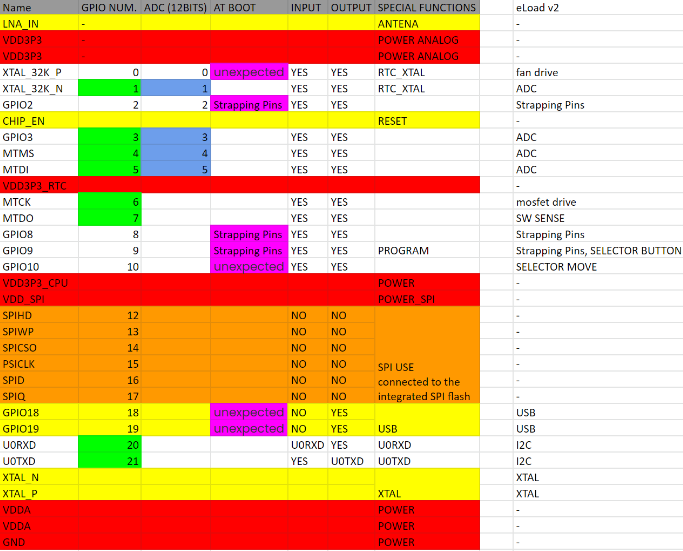 Name GPIO NUM. ADC (12BITS) AT BOOT INPUT OUTPUT SPECIAL FUNCTIONS eLoad v2
LNA_IN - ANTENA -
VDD3P3 - POWER ANALOG -
VDD3P3 - POWER ANALOG -
XTAL_32K_P 0 0 unexpected YES YES RTC_XTAL fan drive
XTAL_32K_N 1 1 YES YES RTC_XTAL ADC
GPIO2 2 2 Strapping Pins YES YES Strapping Pins
CHIP_EN RESET -
GPIO3 3 3 YES YES ADC
MTMS 4 4 YES YES ADC
MTDI 5 5 YES YES ADC
VDD3P3_RTC -
MTCK 6 YES YES mosfet drive
MTDO 7 YES YES SW SENSE
GPIO8 8 Strapping Pins YES YES Strapping Pins
GPIO9 9 Strapping Pins YES YES PROGRAM Strapping Pins, SELECTOR BUTTON
GPIO10 10 unexpected YES YES SELECTOR MOVE
VDD3P3_CPU POWER -
VDD_SPI POWER_SPI -
SPIHD 12 NO NO -
SPIWP 13 NO NO -
SPICSO 14 NO NO -
PSICLK 15 NO NO SPI USE -
SPID 16 NO NO connected to the -
SPIQ 17 NO NO integrated SPI flash -
GPIO18 18 unexpected NO YES USB
GPIO19 19 unexpected NO YES USB USB
U0RXD 20 U0RXD YES U0RXD I2C
U0TXD 21 YES U0TXD U0TXD I2C
XTAL_N XTAL
XTAL_P XTAL XTAL
VDDA POWER -
VDDA POWER -
GND POWER -